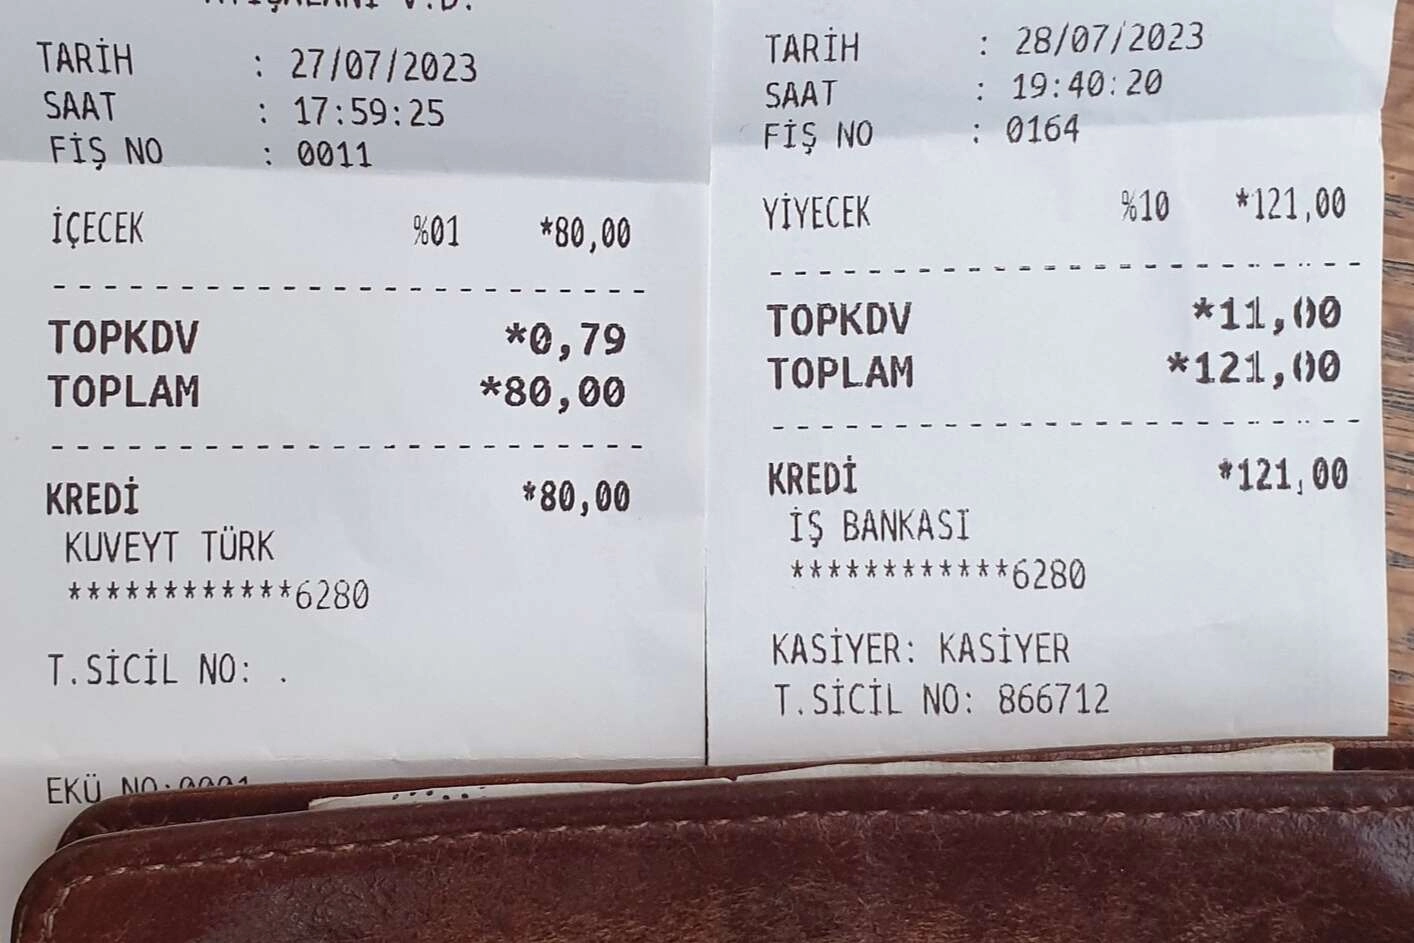 V.D.
TARİH : 27/07/2023
SAAT : 17:59:25
FİŞ NO : 0011
İÇECEK %01 *80,00
TOPKDV *0,79
TOPLAM *80,00
KREDİ *80,00
KUVEYT TÜRK
************6280
T.SİCİL NO: .
EKÜ NO:0001
TARİH : 28/07/2023
SAAT : 19:40:20
FİŞ NO : 0164
YİYECEK %10 *121,00
TOPKDV *11,00
TOPLAM *121,00
KREDİ *121,00
İŞ BANKASI
************6280
KASİYER: KASİYER
T.SİCİL NO: 866712